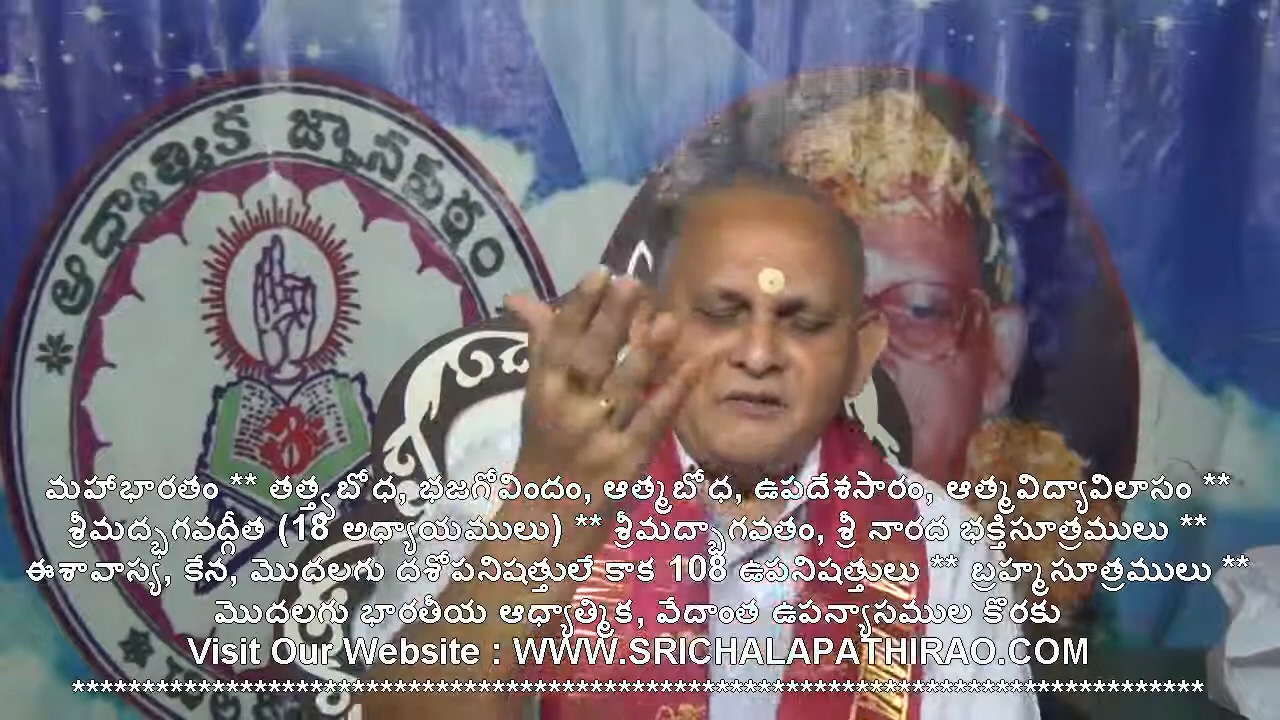 ఆధ్యాత్మిక జ్ఞానపీఠం
మహాభారతం ** తత్త్వబోధ, భజగోవిందం, ఆత్మబోధ, ఉపదేశసారం, ఆత్మవిద్యావిలాసం **
శ్రీమద్భగవద్గీత (18 అధ్యాయములు) ** శ్రీమద్భాగవతం, శ్రీ నారద భక్తిసూత్రములు **
ఈశావాస్య, కేన, మొదలగు దశోపనిషత్తులే కాక 108 ఉపనిషత్తులు ** బ్రహ్మసూత్రములు **
మొదలగు భారతీయ ఆధ్యాత్మిక, వేదాంత ఉపన్యాసముల కొరకు
Visit Our Website : WWW.SRICHALAPATHIRAO.COM